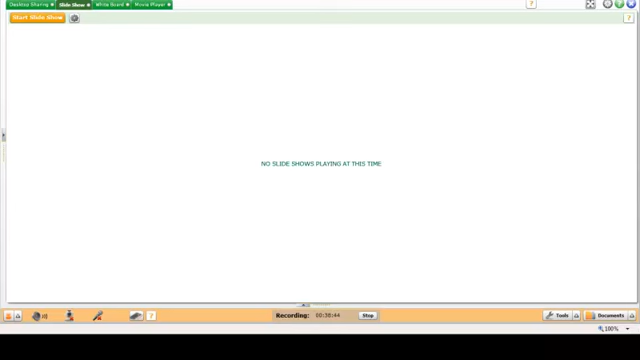 Desktop Sharing Slide Show White Board Movie Player ? ?
Start Slide Show ?
NO SLIDE SHOWS PLAYING AT THIS TIME
? Recording: 00:38:44 Stop Tools Documents
100%